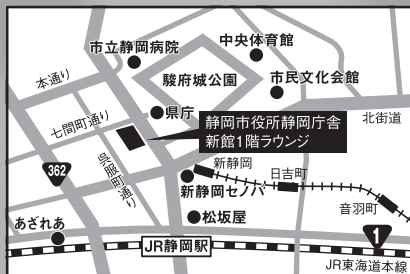 市立静岡病院
中央体育館
本通り
駿府城公園
市民文化会館
七間町通り
県庁
北街道
静岡市役所静岡庁舎
新館1階ラウンジ
呉服町通り
新静岡
日吉町
362
新静岡セノバ
音羽町
あざれあ
松坂屋
1
JR静岡駅
JR東海道本線